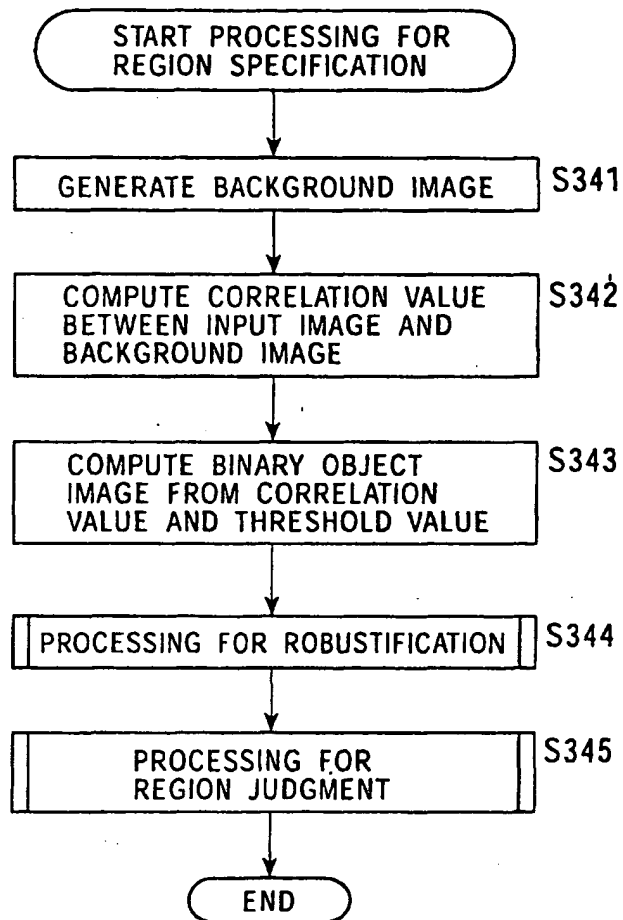 START PROCESSING FOR
REGION SPECIFICATION
GENERATE BACKGROUND IMAGE
S341
COMPUTE CORRELATION VALUE
BETWEEN INPUT IMAGE AND
BACKGROUND IMAGE
S342
COMPUTE BINARY OBJECT
IMAGE FROM CORRELATION
VALUE AND THRESHOLD VALUE
S343
PROCESSING FOR ROBUSTIFICATION
S344
PROCESSING FOR
REGION JUDGMENT
S345
END